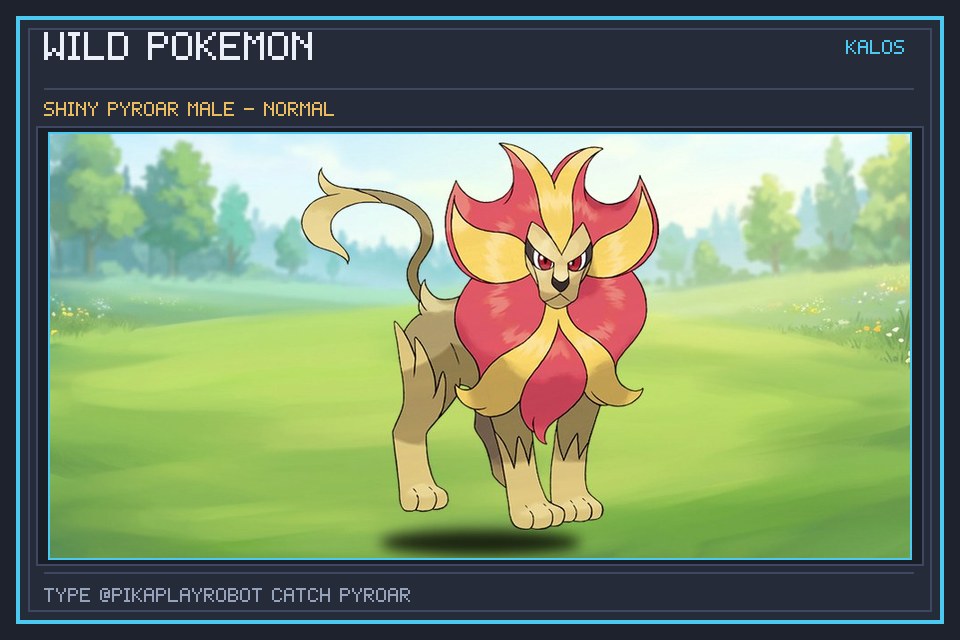 WILD POKEMON
KALOS
SHINY PYROAR MALE - NORMAL
TYPE @PIKAPLAYROBOT CATCH PYROAR